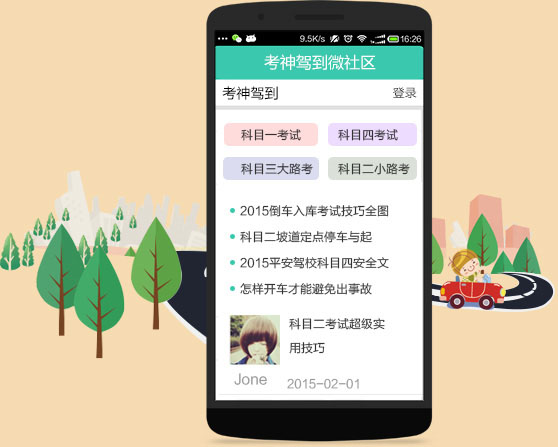 9.5K/s 16:26
考神驾到微社区
考神驾到 登录
科目一考试 科目四考试
科目三大路考 科目二小路考
2015倒车入库考试技巧全图
科目二坡道定点停车与起
2015平安驾校科目四安全文
怎样开车才能避免出事故
科目二考试超级实
用技巧
Jone 2015-02-01